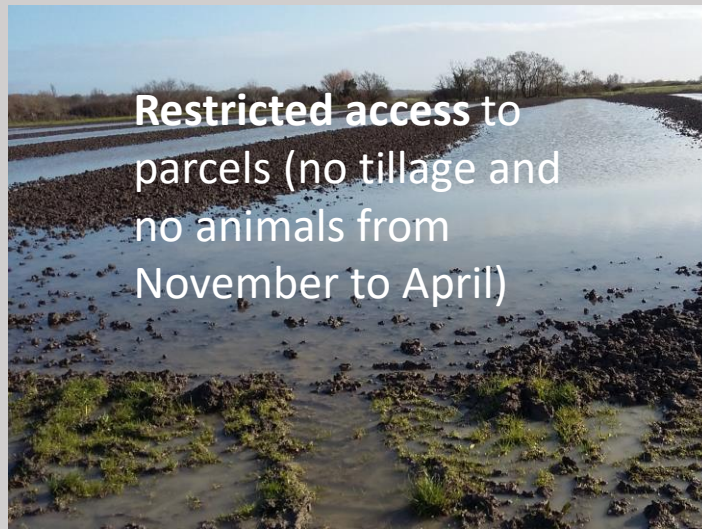 Restricted access to
parcels (no tillage and
no animals from
November to April)